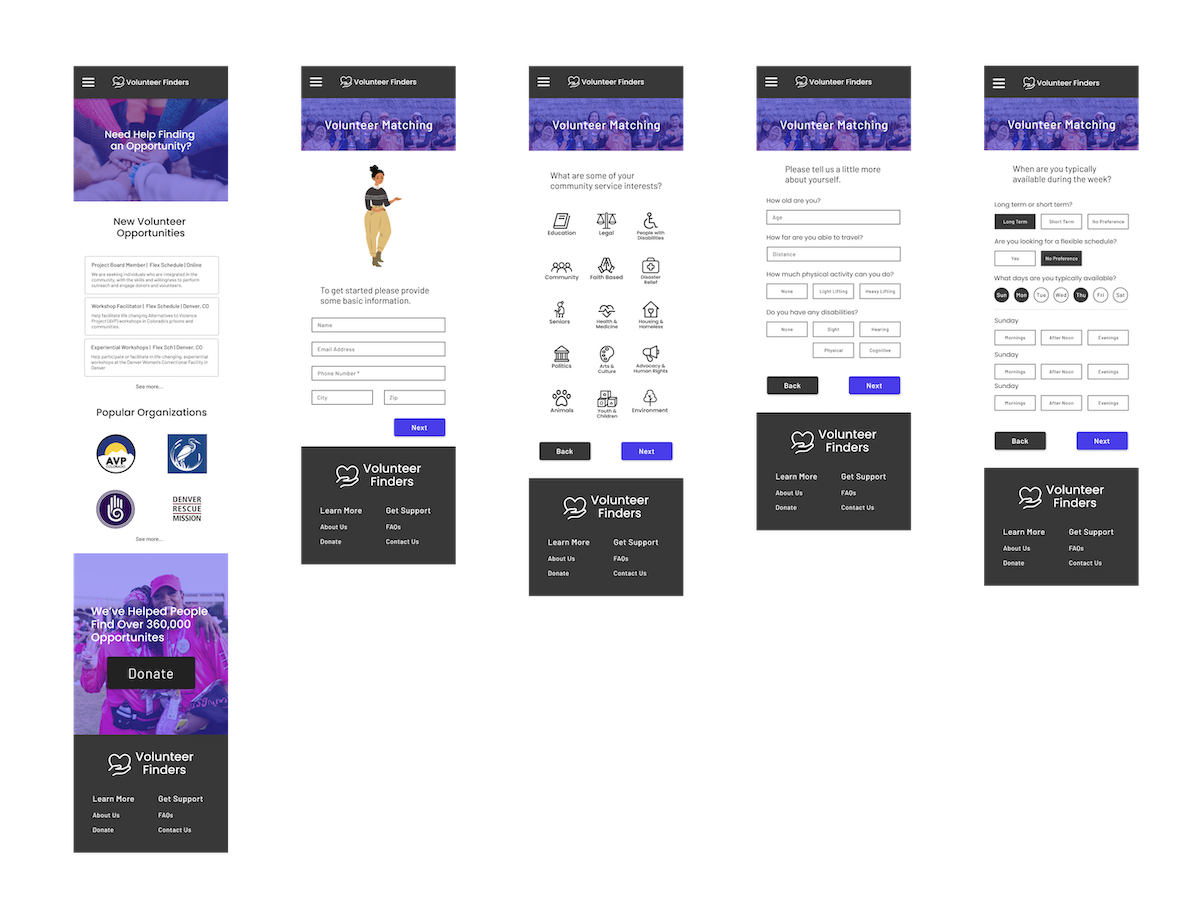 Volunteer Finders
Need Help Finding
an Opportunity?
New Volunteer
Opportunities
Project Board Member | Flex Schedule | Online
We are seeking individuals who are integrated in the
community, with the skills and willingness to perform
outreach and engage donors and volunteers.
Workshop Facilitator | Flex Schedule | Denver, CO
Help facilitate life changing Alternatives to Violence
Project (AVP) workshops in Colorado's prisons and
communities.
Experiential Workshops | Flex Sch | Denver, CO
Help participate or facilitate in life-changing, experiential
workshops at the Denver Women's Correctional Facility in
Denver
See more...
Popular Organizations
AVP
COLORADO
DENVER
RESCUE
MISSION
See more...
We've Helped People
Find Over 360,000
Opportunites
Donate
Volunteer
Finders
Learn More
Get Support
About Us
FAQs
Donate
Contact Us
Volunteer Finders
Volunteer Matching
To get started please provide
some basic information.
Name
Email Address
Phone Number *
City
Zip
Next
Volunteer
Finders
Learn More
Get Support
About Us
FAQs
Donate
Contact Us
Volunteer Finders
Volunteer Matching
What are some of your
community service interests?
Education
Legal
People with
Disabilities
Community
Faith Based
Disaster
Relief
Seniors
Health &
Medicine
Housing &
Homeless
Politics
Arts &
Culture
Advocacy &
Human Rights
Animals
Youth &
Children
Environment
Back
Next
Volunteer
Finders
Learn More
Get Support
About Us
FAQs
Donate
Contact Us
Volunteer Finders
Volunteer Matching
Please tell us a little more
about yourself.
How old are you?
Age
How far are you able to travel?
Distance
How much physical activity can you do?
None
Light Lifting
Heavy Lifting
Do you have any disabilities?
None
Sight
Hearing
Physical
Cognitive
Back
Next
Volunteer
Finders
Learn More
Get Support
About Us
FAQs
Donate
Contact Us
Volunteer Finders
Volunteer Matching
When are you typically
available during the week?
Long term or short term?
Long Term
Short Term
No Preference
Are you looking for a flexible schedule?
Yes
No Preference
What days are you typically available?
Sun
Mon
Tue
Wed
Thu
Fri
Sat
Sunday
Mornings
After Noon
Evenings
Sunday
Mornings
After Noon
Evenings
Sunday
Mornings
After Noon
Evenings
Back
Next
Volunteer
Finders
Learn More
Get Support
About Us
FAQs
Donate
Contact Us